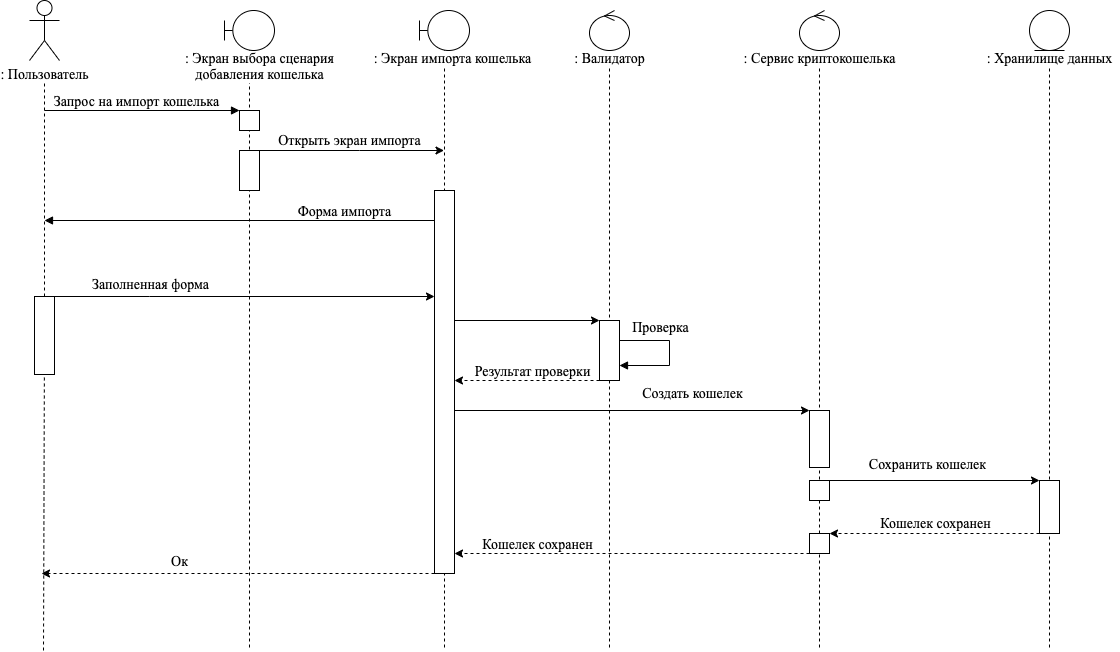 : Пользователь
: Экран выбора сценария
добавления кошелька
: Экран импорта кошелька
: Валидатор
: Сервис криптокошелька
: Хранилище данных
Запрос на импорт кошелька
Открыть экран импорта
Форма импорта
Заполненная форма
Проверка
Результат проверки
Создать кошелек
Сохранить кошелек
Кошелек сохранен
Кошелек сохранен
Ок